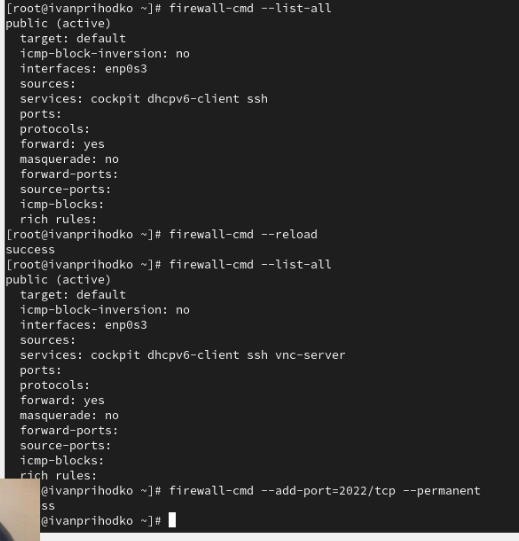 [root@ivanprihodko ~]# firewall-cmd --list-all
public (active)
  target: default
  icmp-block-inversion: no
  interfaces: enp0s3
  sources:
  services: cockpit dhcpv6-client ssh
  ports:
  protocols:
  forward: yes
  masquerade: no
  forward-ports:
  source-ports:
  icmp-blocks:
  rich rules:
[root@ivanprihodko ~]# firewall-cmd --reload
success
[root@ivanprihodko ~]# firewall-cmd --list-all
public (active)
  target: default
  icmp-block-inversion: no
  interfaces: enp0s3
  sources:
  services: cockpit dhcpv6-client ssh vnc-server
  ports:
  protocols:
  forward: yes
  masquerade: no
  forward-ports:
  source-ports:
  icmp-blocks:
  rich rules:
@ivanprihodko ~]# firewall-cmd --add-port=2022/tcp --permanent
ss
@ivanprihodko ~]#